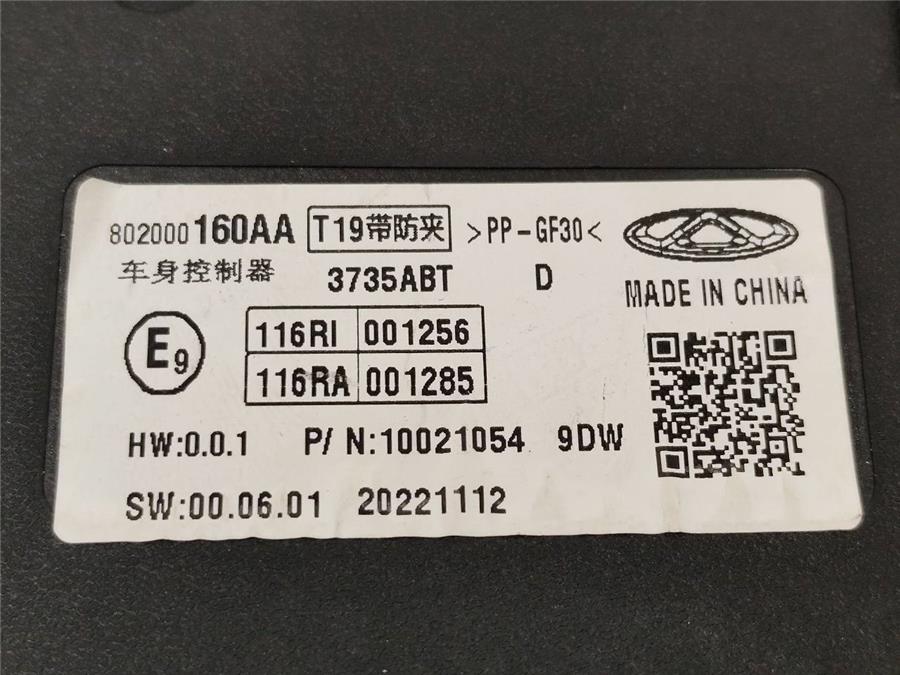 802000160AA T19带防夹 >PP-GF30<
车身控制器 3735ABT D MADE IN CHINA
E9 116RI 001256
116RA 001285
HW:0.0.1 P/N:10021054 9DW
SW:00.06.01 20221112